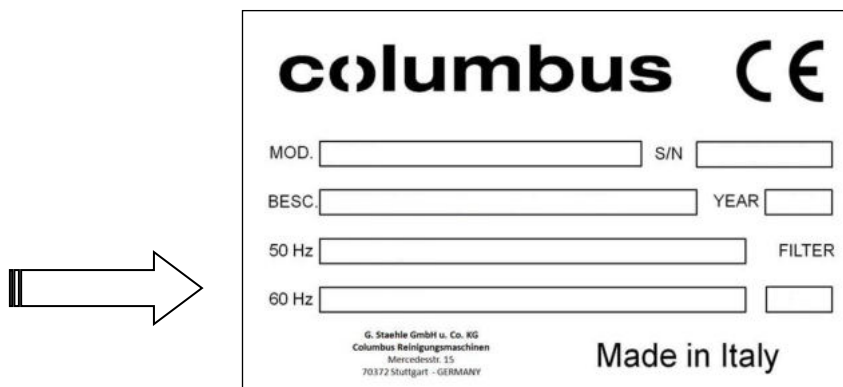 columbus CE
MOD. S/N
BESC. YEAR
50 Hz FILTER
60 Hz
G. Staehle GmbH u. Co. KG
Columbus Reinigungsmaschinen
Mercedesstr. 15
70372 Stuttgart - GERMANY
Made in Italy